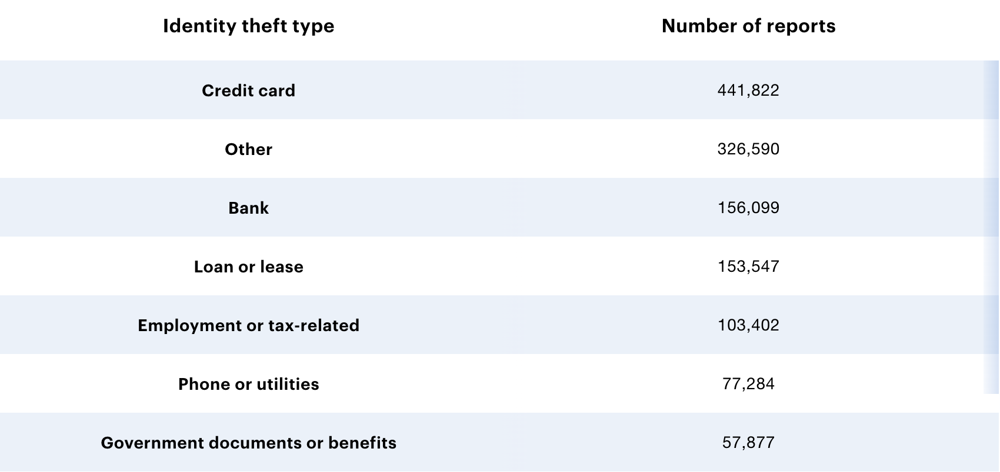 Identity theft type Number of reports
Credit card 441,822
Other 326,590
Bank 156,099
Loan or lease 153,547
Employment or tax-related 103,402
Phone or utilities 77,284
Government documents or benefits 57,877